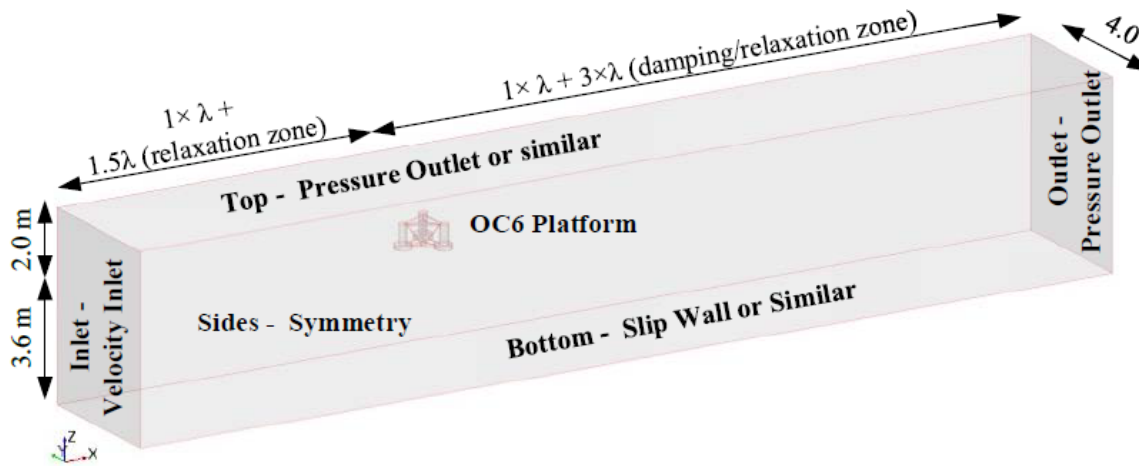 4.0
1× λ + 3×λ (damping/relaxation zone)
1× λ +
1.5λ (relaxation zone)
Top - Pressure Outlet or similar
Outlet -
Pressure Outlet
OC6 Platform
2.0 m
3.6 m
Inlet -
Velocity Inlet
Sides - Symmetry
Bottom - Slip Wall or Similar
Z
Y
X